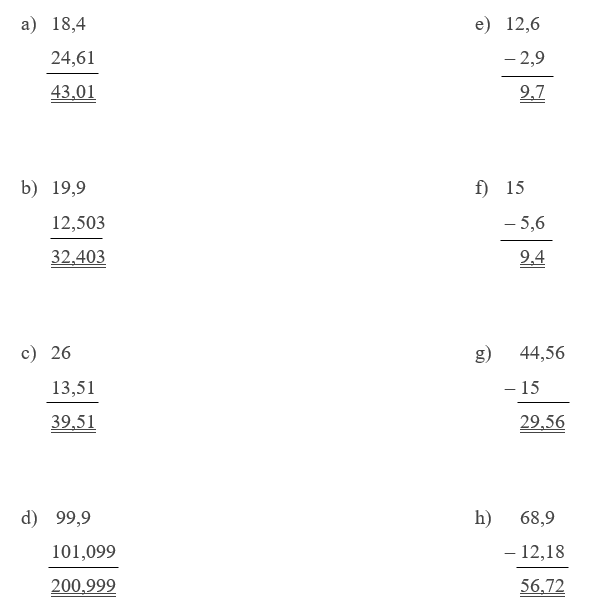 a) 18,4
24,61
43,01
b) 19,9
12,503
32,403
c) 26
13,51
39,51
d) 99,9
101,099
200,999
e) 12,6
– 2,9
9,7
f) 15
– 5,6
9,4
g) 44,56
– 15
29,56
h) 68,9
– 12,18
56,72